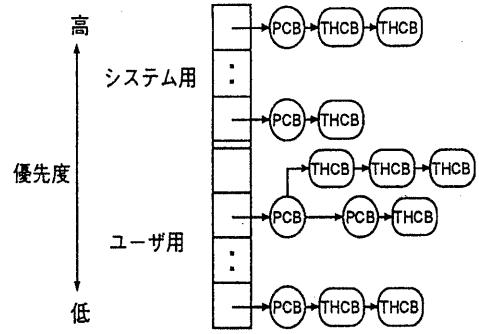 高
PCB THCB THCB
システム用
PCB THCB
THCB THCB THCB
優先度
PCB PCB THCB
ユーザ用
PCB THCB THCB
低